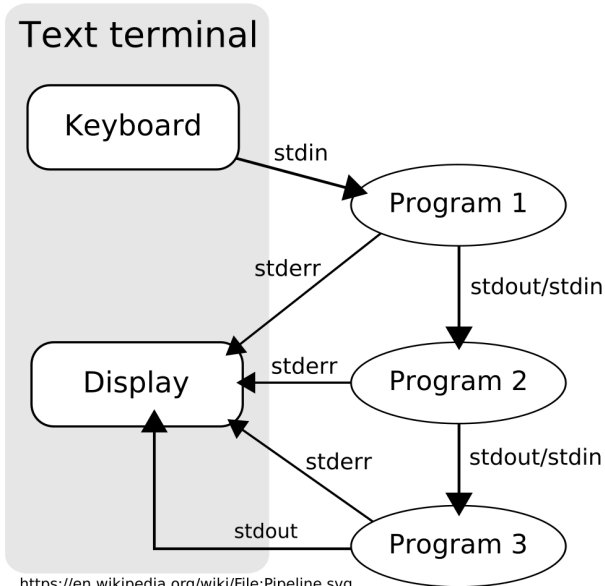 Text terminal
Keyboard
stdin
Program 1
stderr
stdout/stdin
Display
stderr
Program 2
stderr
stdout/stdin
stdout
Program 3
https://en.wikipedia.org/wiki/File:Pipeline.svg